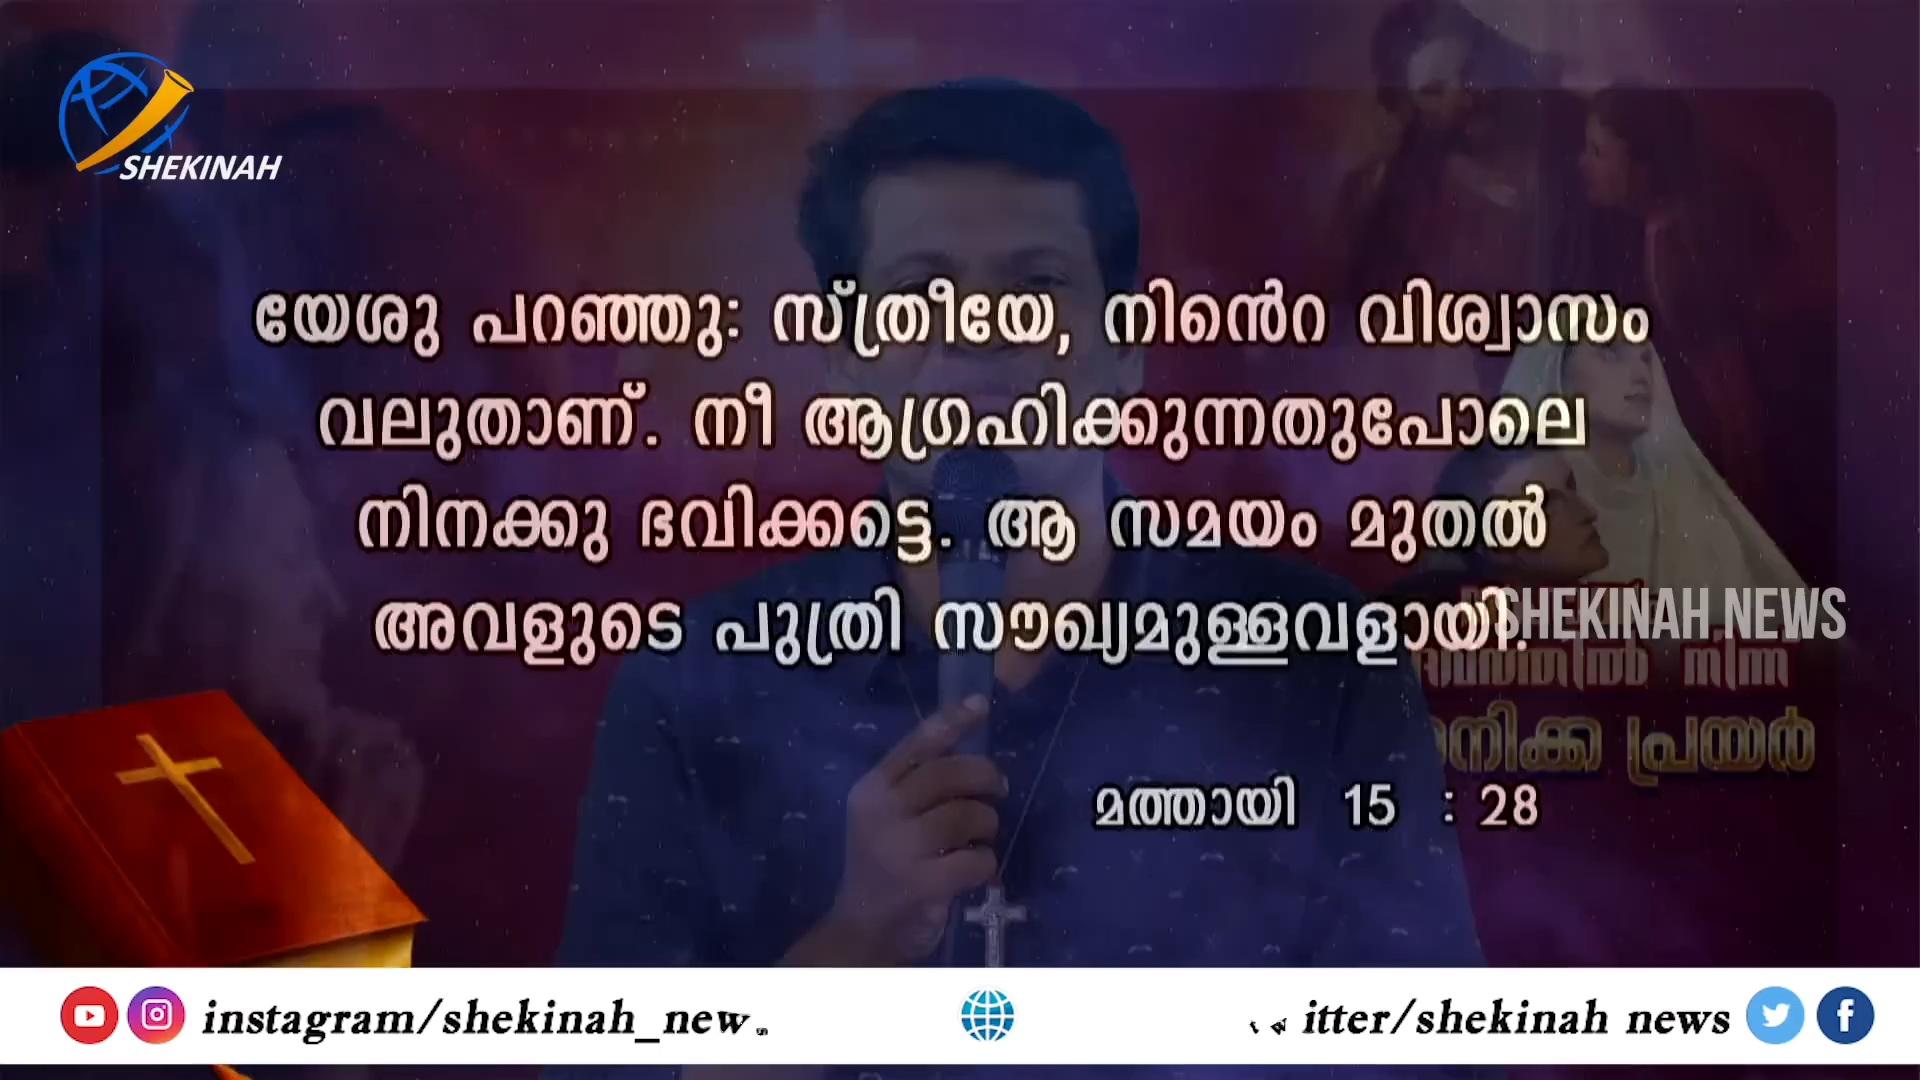 SHEKINAH
യേശു പറഞ്ഞു: സ്ത്രീയേ, നിൻെറ വിശ്വാസം
വലുതാണ്. നീ ആഗ്രഹിക്കുന്നതുപോലെ
നിനക്കു ഭവിക്കട്ടെ. ആ സമയം മുതൽ
അവളുടെ പുത്രി സൗഖ്യമുള്ളവളായി.
SHEKINAH NEWS
നിന്ന്
പ്രയർ
മത്തായി 15 : 28
instagram/shekinah_new
itter/shekinah news